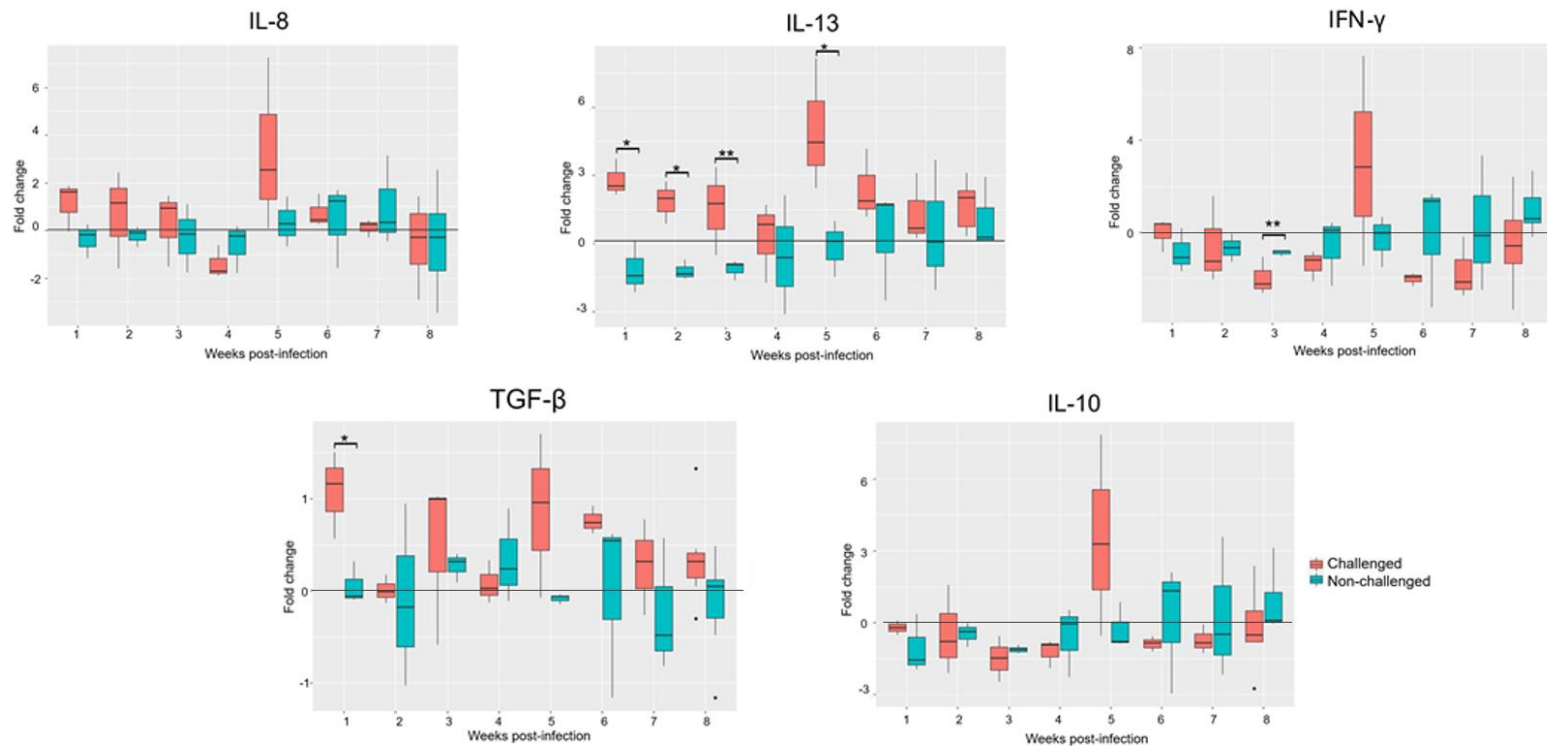 IL-8
Fold change
6
4
2
0
-2
1 2 3 4 5 6 7 8
Weeks post-infection
IL-13
Fold change
6
3
0
-3
* * ** *
1 2 3 4 5 6 7 8
Weeks post-infection
IFN-γ
Fold change
8
4
0
**
1 2 3 4 5 6 7 8
Weeks post-infection
TGF-β
Fold change
1
0
-1
*
1 2 3 4 5 6 7 8
Weeks post-infection
IL-10
Fold change
6
3
0
-3
1 2 3 4 5 6 7 8
Weeks post-infection
Challenged
Non-challenged